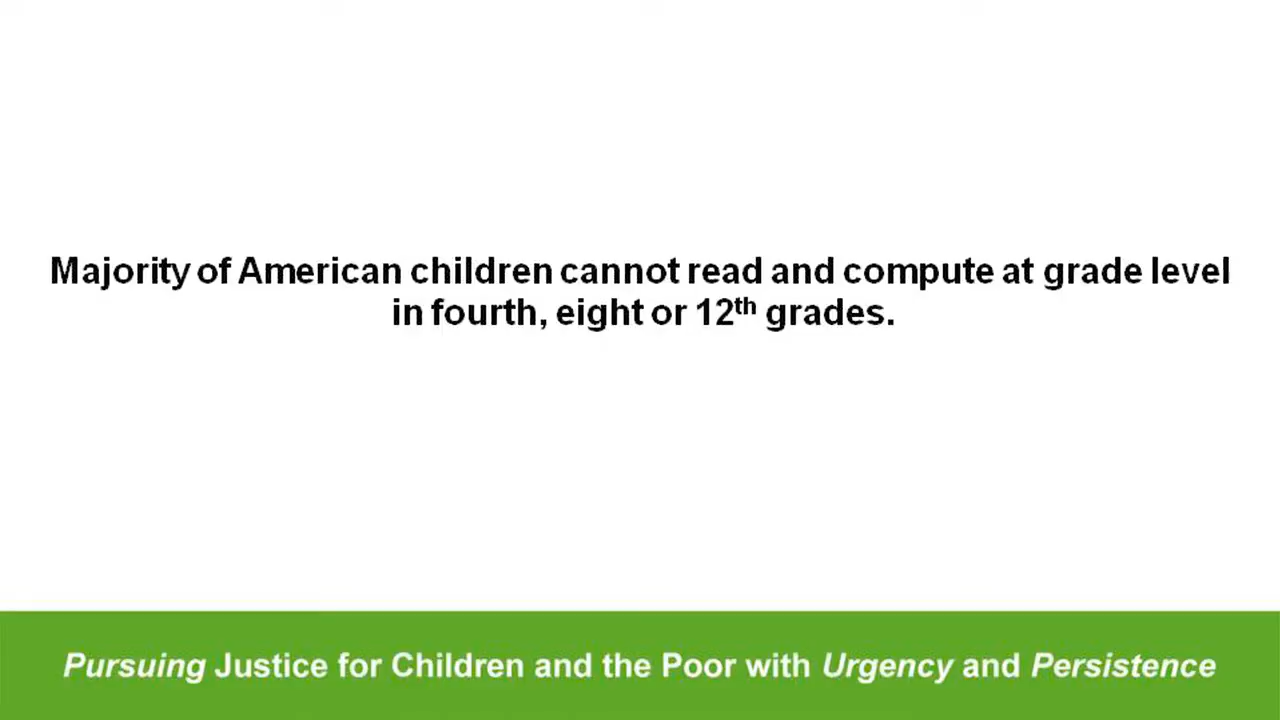 Majority of American children cannot read and compute at grade level
in fourth, eight or 12th grades.
Pursuing Justice for Children and the Poor with Urgency and Persistence